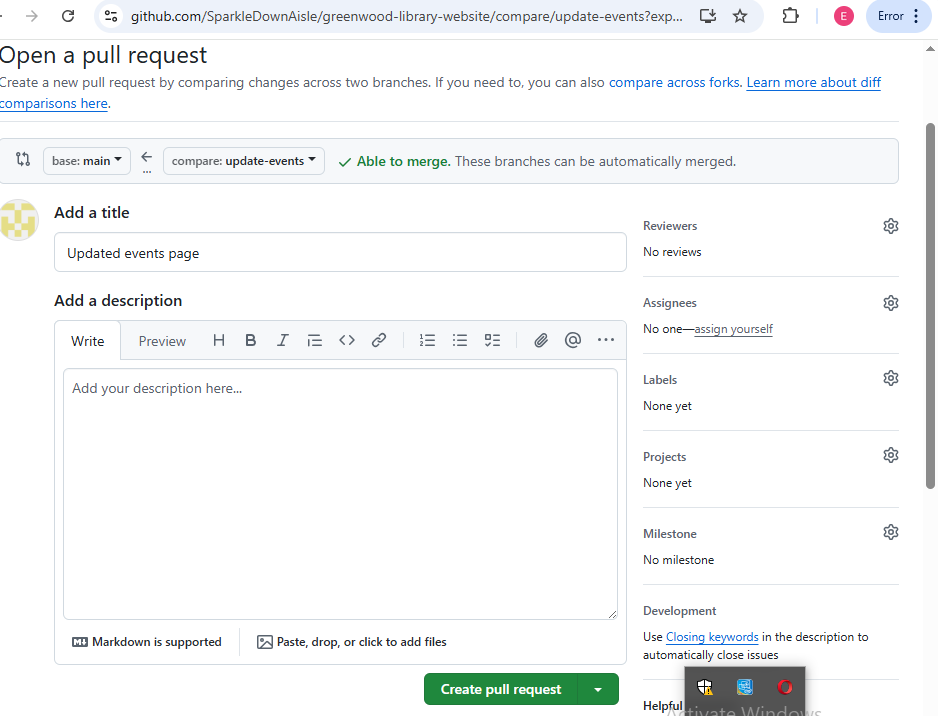 github.com/SparkleDownAisle/greenwood-library-website/compare/update-events?exp...
E
Error
Open a pull request
Create a new pull request by comparing changes across two branches. If you need to, you can also compare across forks. Learn more about diff
comparisons here.
base: main
compare: update-events
Able to merge. These branches can be automatically merged.
...
Add a title
Updated events page
Add a description
Write
Preview
H
B
I
Add your description here...
Markdown is supported
Paste, drop, or click to add files
Create pull request
Reviewers
No reviews
Assignees
No one—assign yourself
Labels
None yet
Projects
None yet
Milestone
No milestone
Development
Use Closing keywords in the description to
automatically close issues
Helpful
Activate Windows